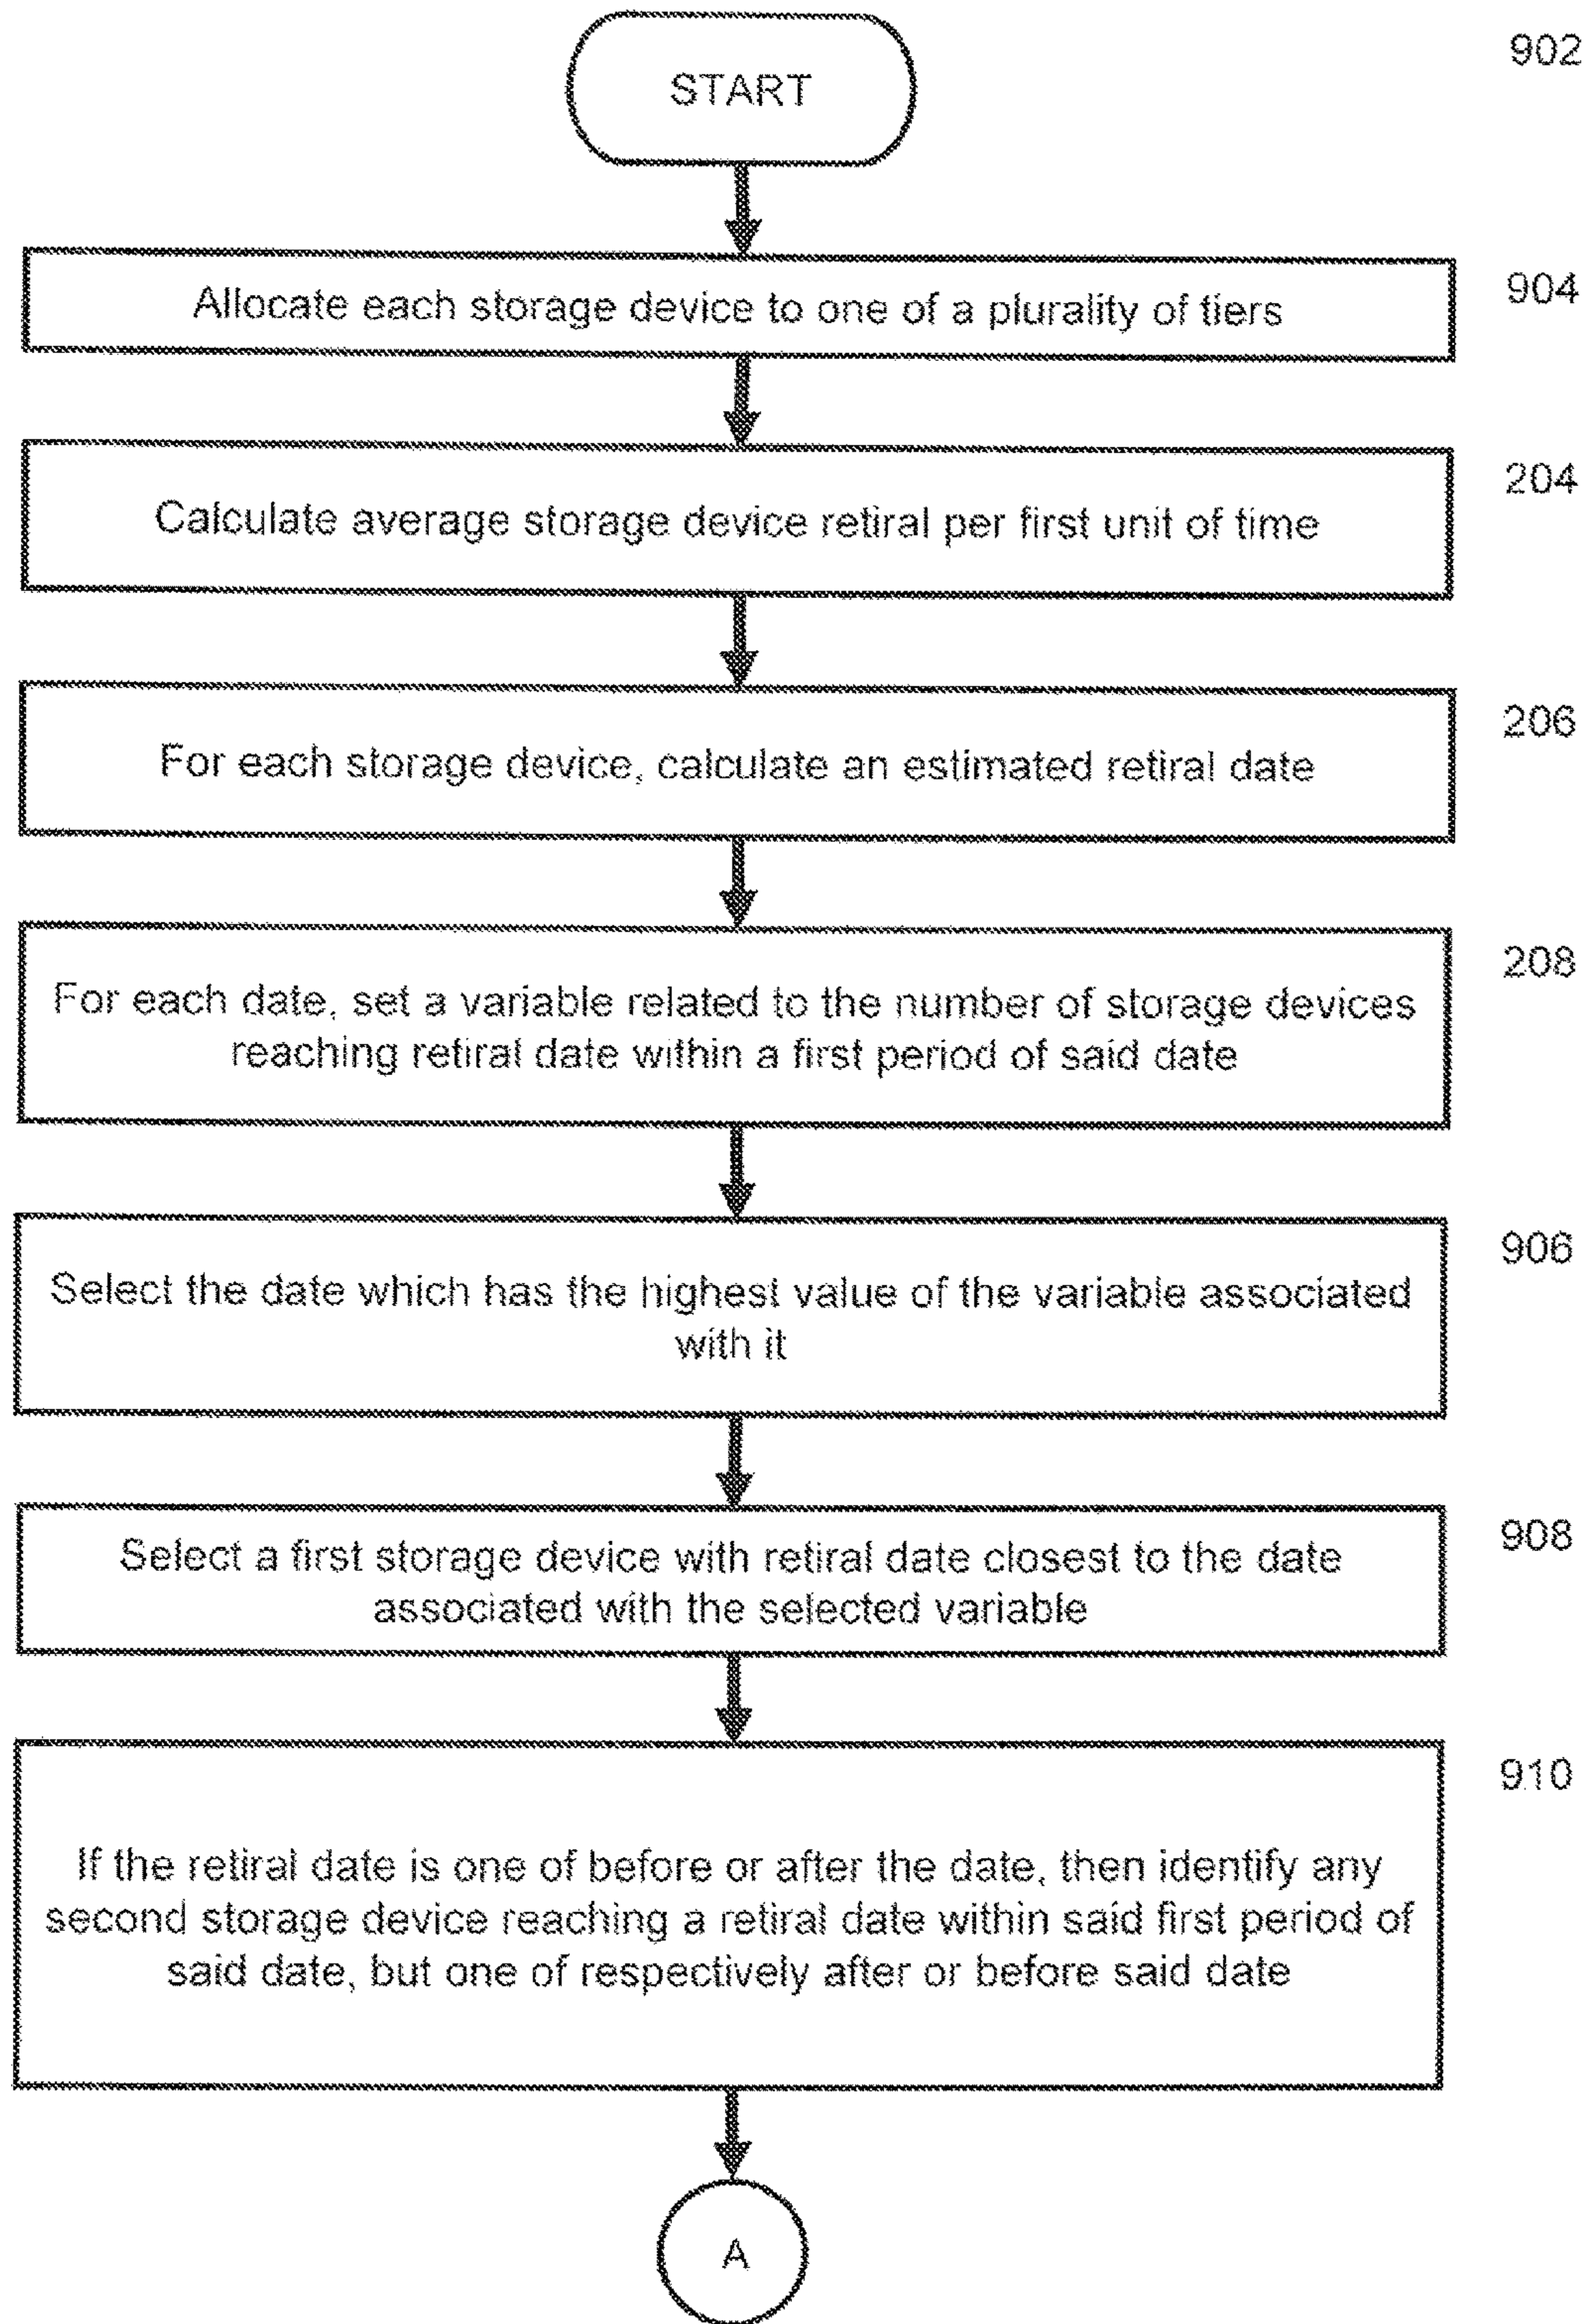 902
START
Allocate each storage device to one of a plurality of tiers
904
Calculate average storage device retiral per first unit of time
204
For each storage device, calculate an estimated retiral date
206
For each date, set a variable related to the number of storage devices
reaching retiral date within a first period of said date
208
Select the date which has the highest value of the variable associated
with it
906
Select a first storage device with retiral date closest to the date
associated with the selected variable
908
If the retiral date is one of before or after the date, then identify any
second storage device reaching a retiral date within said first period of
said date, but one of respectively after or before said date
910
A